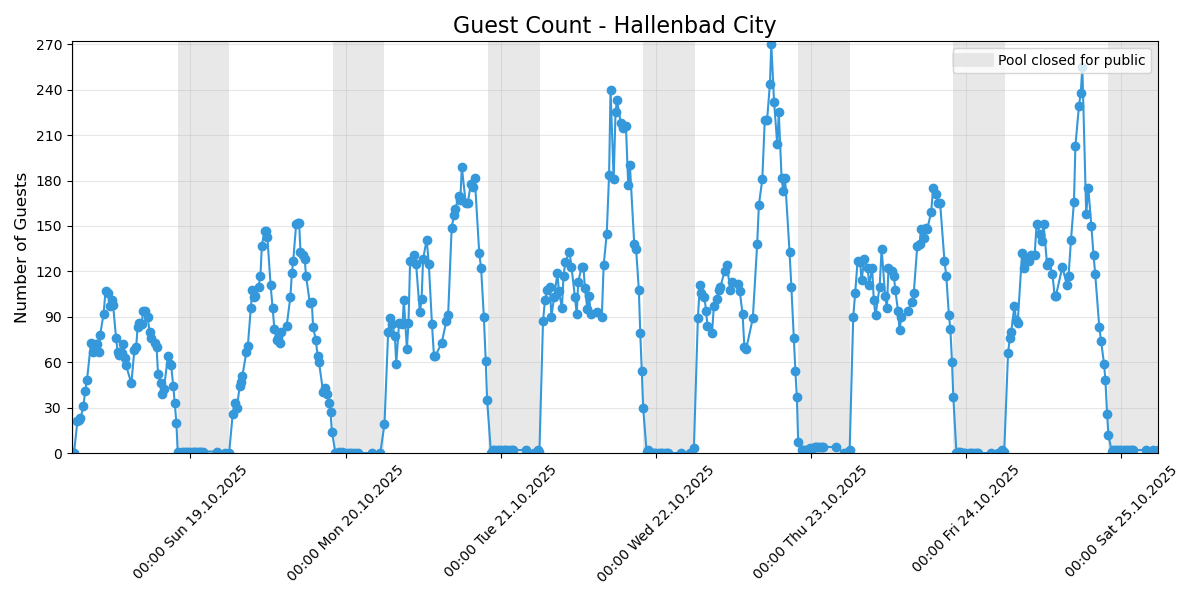 Guest Count - Hallenbad City
Number of Guests
270
240
210
180
150
120
90
60
30
0
Pool closed for public
00:00 Sun 19.10.2025
00:00 Mon 20.10.2025
00:00 Tue 21.10.2025
00:00 Wed 22.10.2025
00:00 Thu 23.10.2025
00:00 Fri 24.10.2025
00:00 Sat 25.10.2025